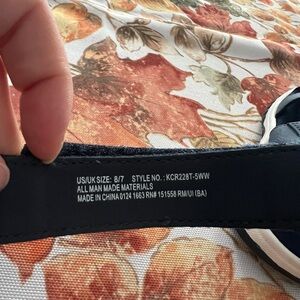 US/UK SIZE: 8/7 STYLE NO.: KCR228T-5WW
ALL MAN MADE MATERIALS
MADE IN CHINA 0124 1663 RN# 151558 RM/UI (BA)